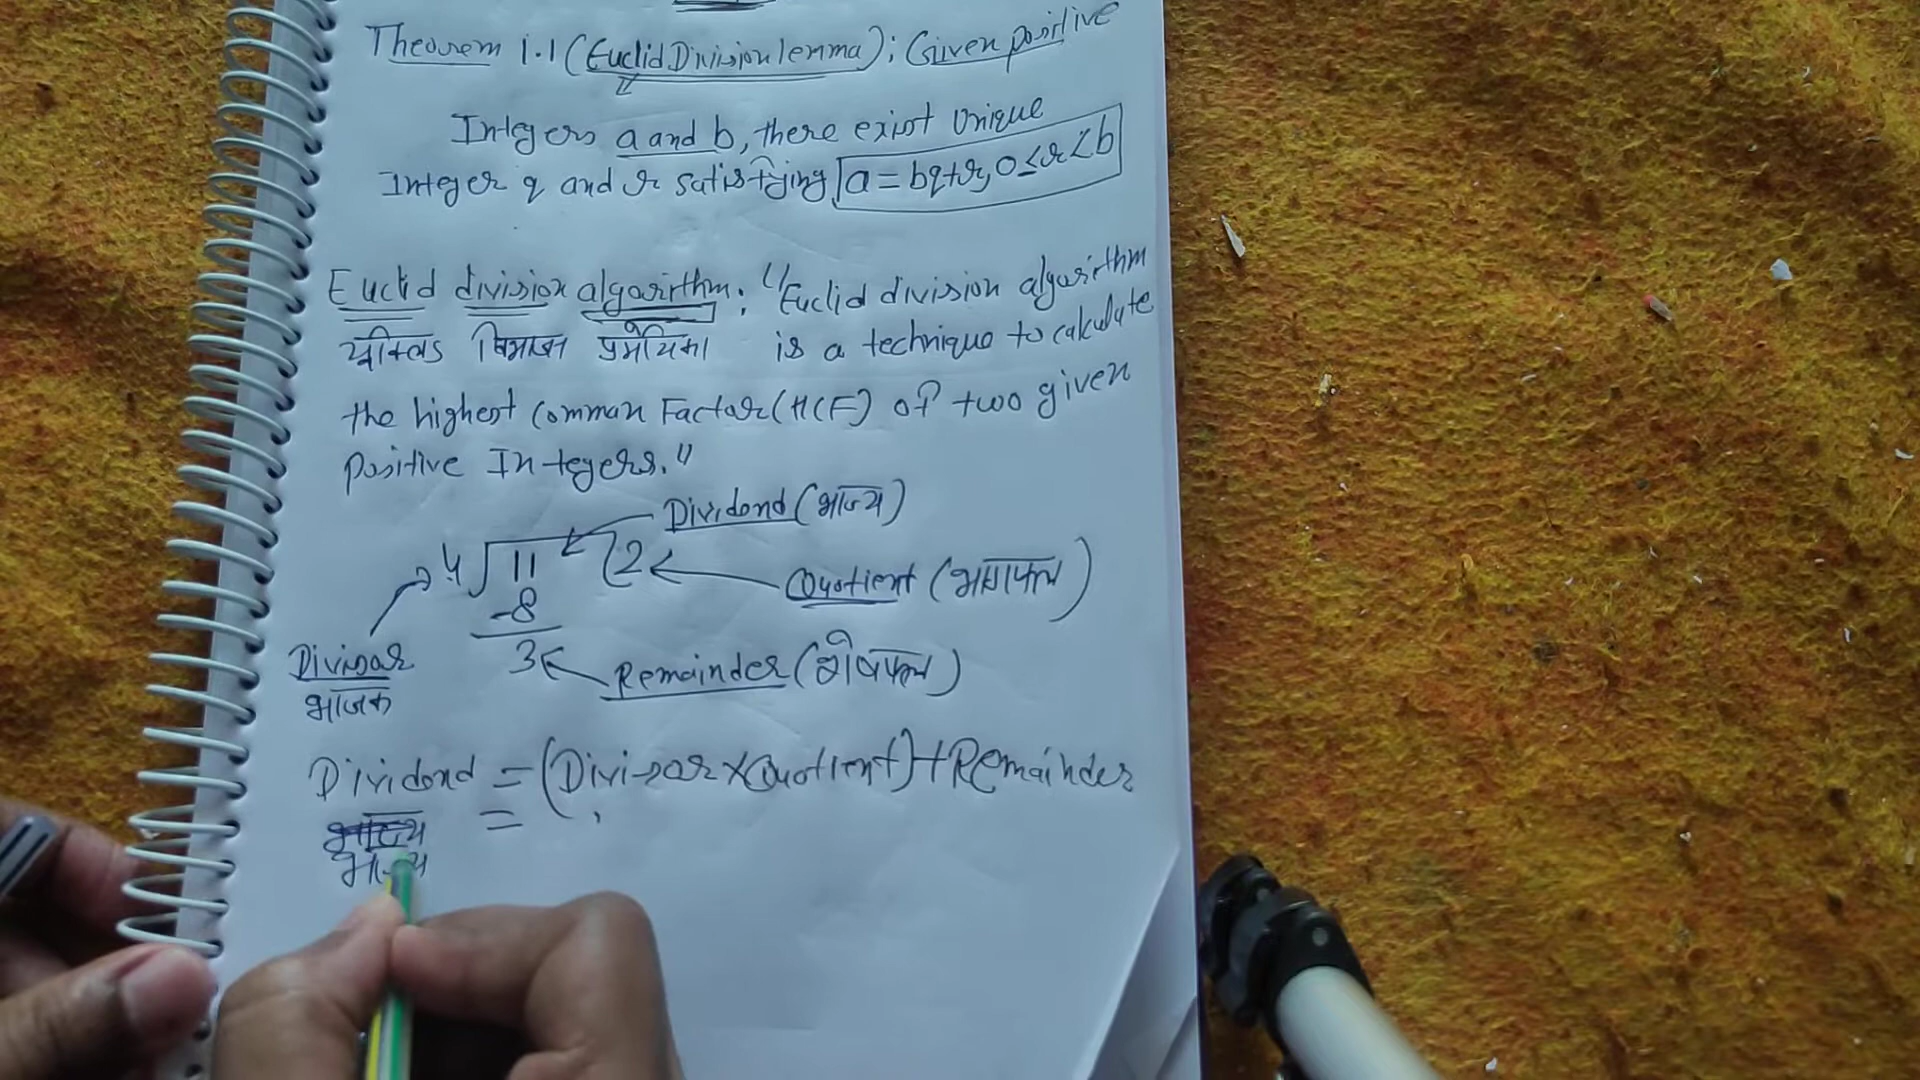 Theorem 1.1 (Euclid Division lemma); Given positive
Integers a and b, there exist Unique
Integer q and r satisfying a = bq+r, 0≤r<b
Euclid division algorithm: "Euclid division algorithm
यूक्लिड विभाजन प्रमेयिका is a technique to calculate
the highest Comman Factor (HCF) of two given
Positive Integers."
Dividend (भाज्य)
4 11 2
Quotient (भागफल)
-8
Divisor 3 Remainder (शेषफल)
भाजक
Dividend = (Divisor × Quotient) + Remainder
=
भाज्य